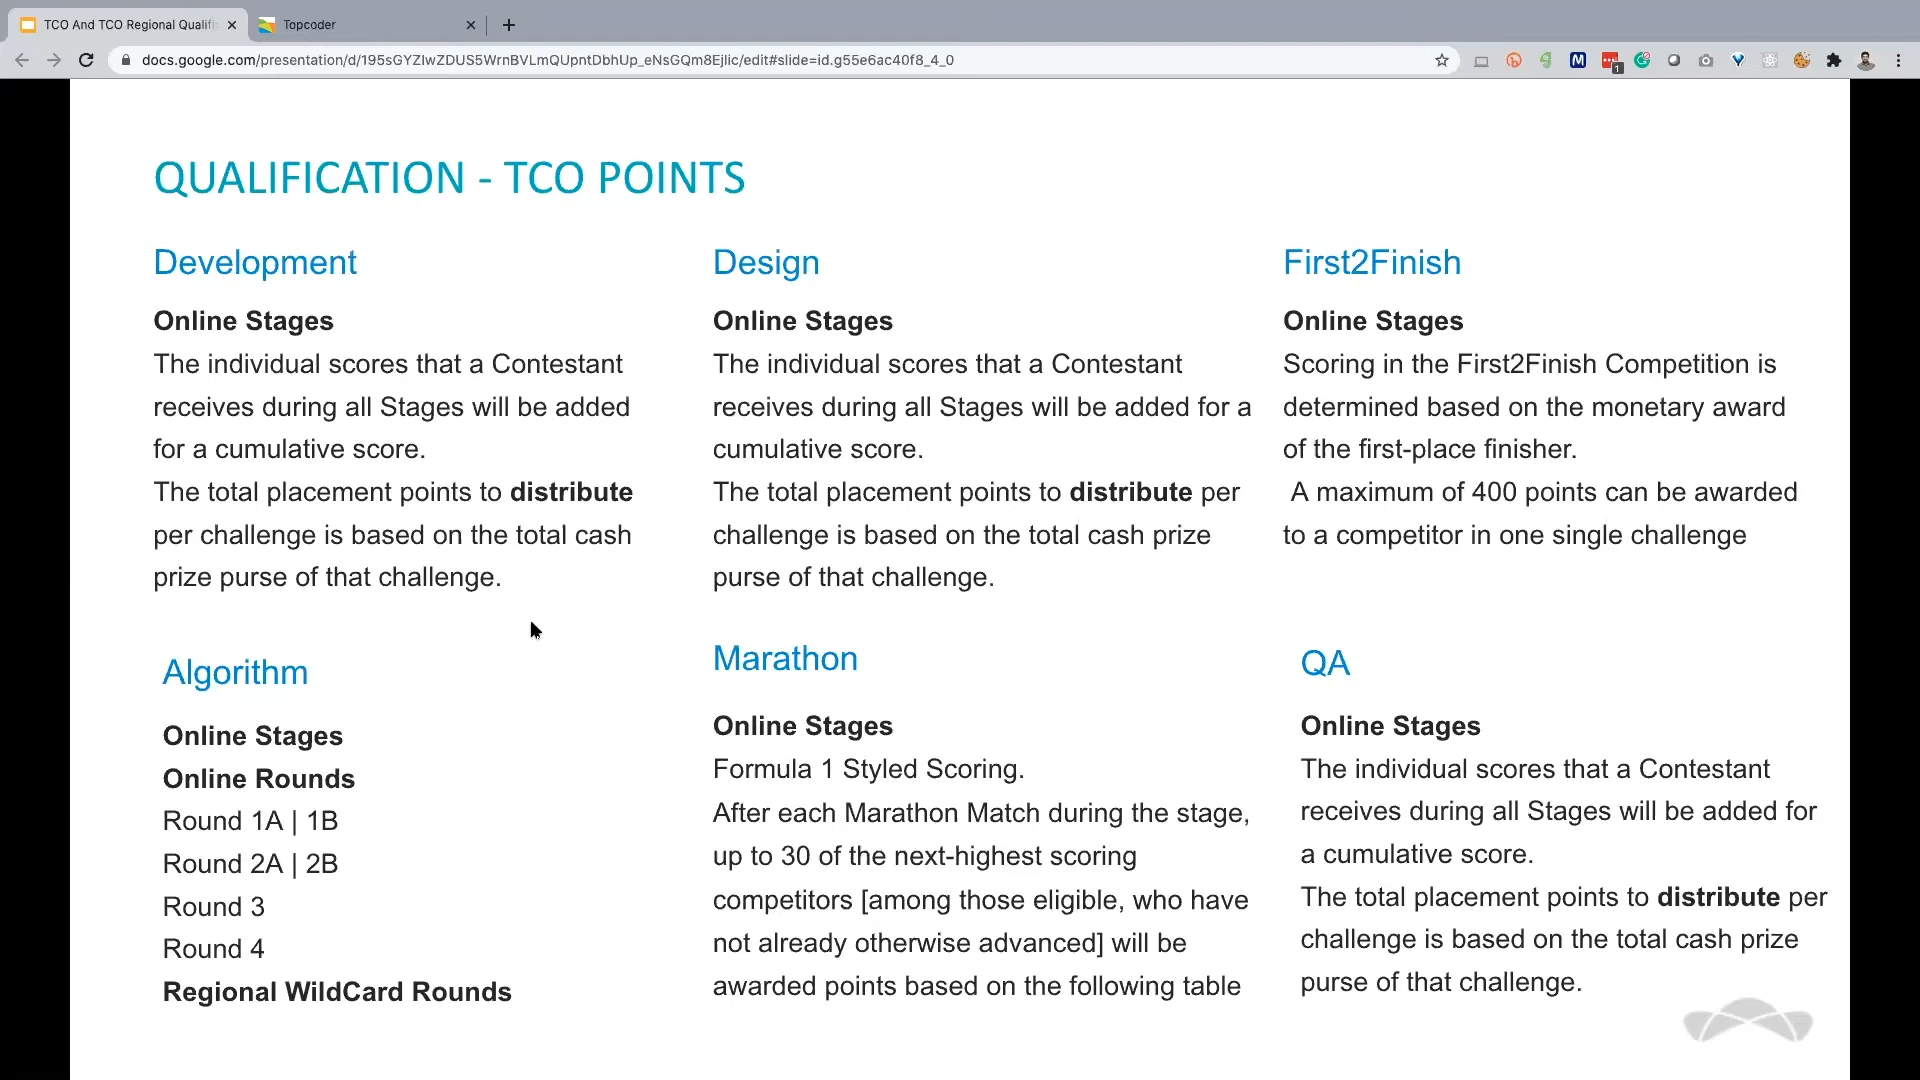 TCO And TCO Regional Qualifi
Topcoder
docs.google.com/presentation/d/195sGYZIwZDUS5WrnBVLmQUpntDbhUp_eNsGQm8Ejlic/edit#slide=id.g55e6ac40f8_4_0
QUALIFICATION - TCO POINTS
Development
Online Stages
The individual scores that a Contestant
receives during all Stages will be added
for a cumulative score.
The total placement points to distribute
per challenge is based on the total cash
prize purse of that challenge.
Design
Online Stages
The individual scores that a Contestant
receives during all Stages will be added for a
cumulative score.
The total placement points to distribute per
challenge is based on the total cash prize
purse of that challenge.
First2Finish
Online Stages
Scoring in the First2Finish Competition is
determined based on the monetary award
of the first-place finisher.
A maximum of 400 points can be awarded
to a competitor in one single challenge
Algorithm
Online Stages
Online Rounds
Round 1A | 1B
Round 2A | 2B
Round 3
Round 4
Regional WildCard Rounds
Marathon
Online Stages
Formula 1 Styled Scoring.
After each Marathon Match during the stage,
up to 30 of the next-highest scoring
competitors [among those eligible, who have
not already otherwise advanced] will be
awarded points based on the following table
QA
Online Stages
The individual scores that a Contestant
receives during all Stages will be added for
a cumulative score.
The total placement points to distribute per
challenge is based on the total cash prize
purse of that challenge.